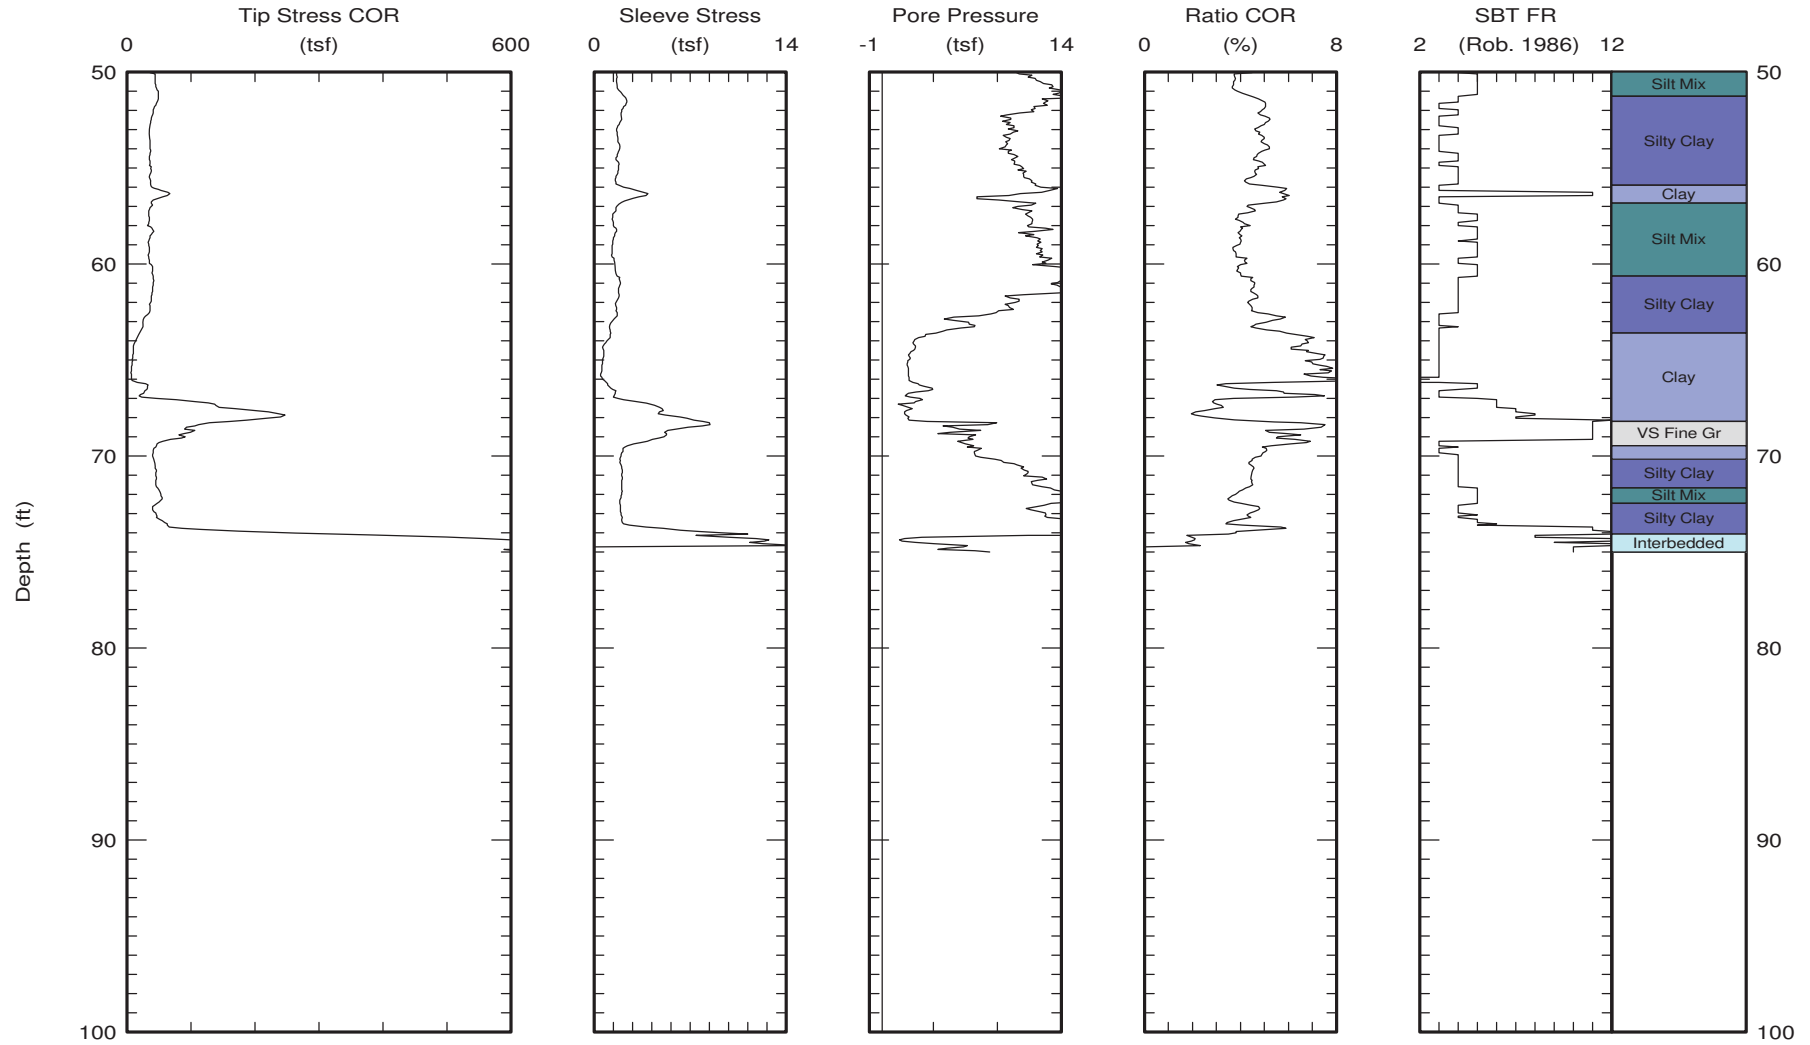 Tip Stress COR Sleeve Stress Pore Pressure Ratio COR SBT FR
0 (tsf) 600 0 (tsf) 14 -1 (tsf) 14 0 (%) 8 2 (Rob. 1986) 12
50 50
Silt Mix
Silty Clay
Clay
Silt Mix
60 60
Silty Clay
Clay
VS Fine Gr
70 70
Silty Clay
Silt Mix
Silty Clay
Interbedded
Depth (ft)
80 80
90 90
100 100